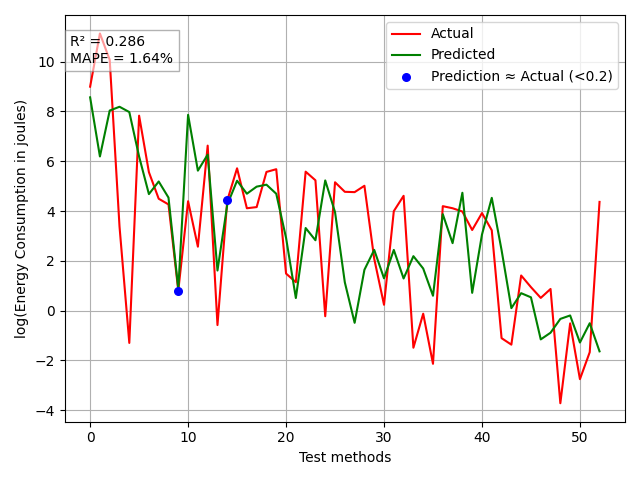 R² = 0.286
MAPE = 1.64%
Actual
Predicted
Prediction ≈ Actual (<0.2)
log(Energy Consumption in joules)
10
8
6
4
2
0
−2
−4
0
10
20
30
40
50
Test methods